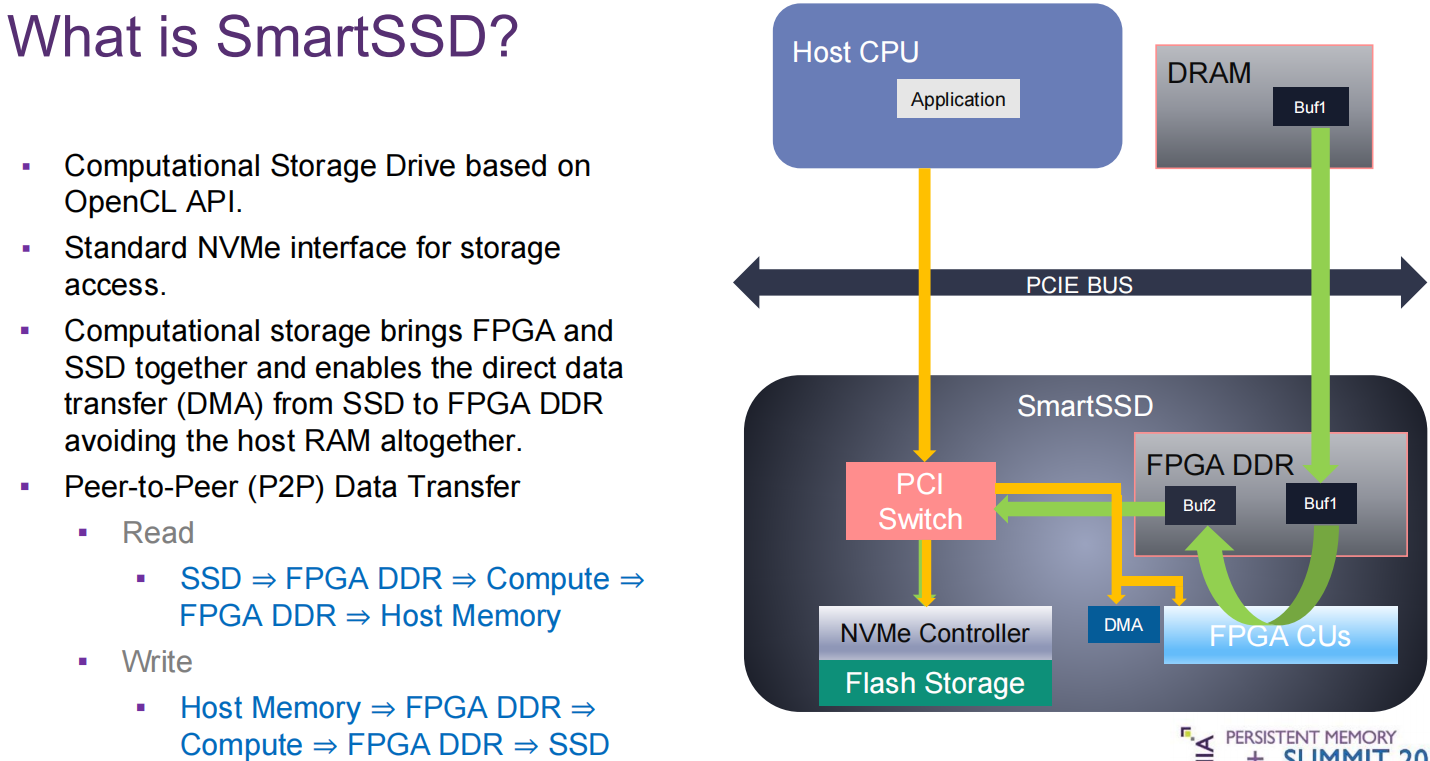 What is SmartSSD?
▪ Computational Storage Drive based on
OpenCL API.
▪ Standard NVMe interface for storage
access.
▪ Computational storage brings FPGA and
SSD together and enables the direct data
transfer (DMA) from SSD to FPGA DDR
avoiding the host RAM altogether.
▪ Peer-to-Peer (P2P) Data Transfer
▪ Read
▪ SSD ⇒ FPGA DDR ⇒ Compute ⇒
FPGA DDR ⇒ Host Memory
▪ Write
▪ Host Memory ⇒ FPGA DDR ⇒
Compute ⇒ FPGA DDR ⇒ SSD
Host CPU
Application
DRAM
Buf1
PCIE BUS
SmartSSD
FPGA DDR
Buf2
Buf1
PCI
Switch
NVMe Controller
Flash Storage
DMA
FPGA CUs
PERSISTENT MEMORY
+ SUMMIT 20